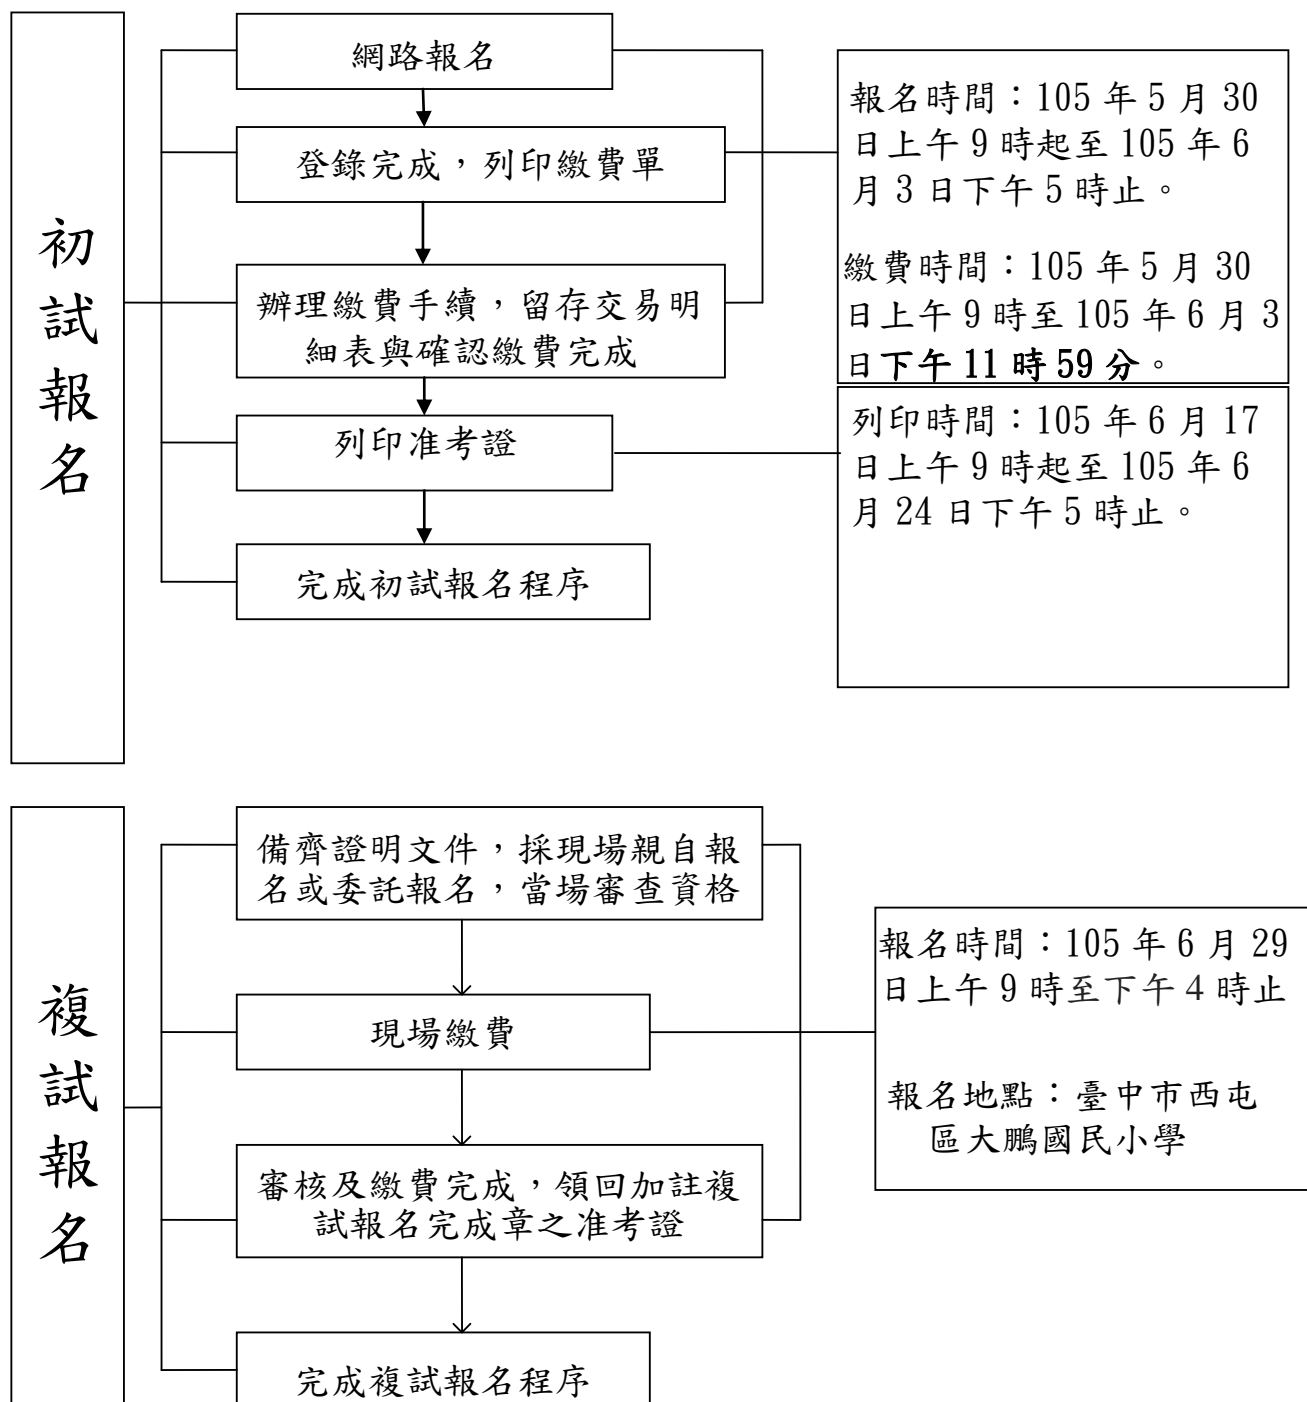 初試報名
網路報名
登錄完成，列印繳費單
辦理繳費手續，留存交易明
細表與確認繳費完成
列印准考證
完成初試報名程序
報名時間：105 年 5 月 30
日上午 9 時起至 105 年 6
月 3 日下午 5 時止。
繳費時間：105 年 5 月 30
日上午 9 時至 105 年 6 月 3
日下午 11 時 59 分。
列印時間：105 年 6 月 17
日上午 9 時起至 105 年 6
月 24 日下午 5 時止。
複試報名
備齊證明文件，採現場親自報
名或委託報名，當場審查資格
現場繳費
審核及繳費完成，領回加註複
試報名完成章之准考證
完成複試報名程序
報名時間：105 年 6 月 29
日上午 9 時至下午 4 時止
報名地點：臺中市西屯
區大鵬國民小學